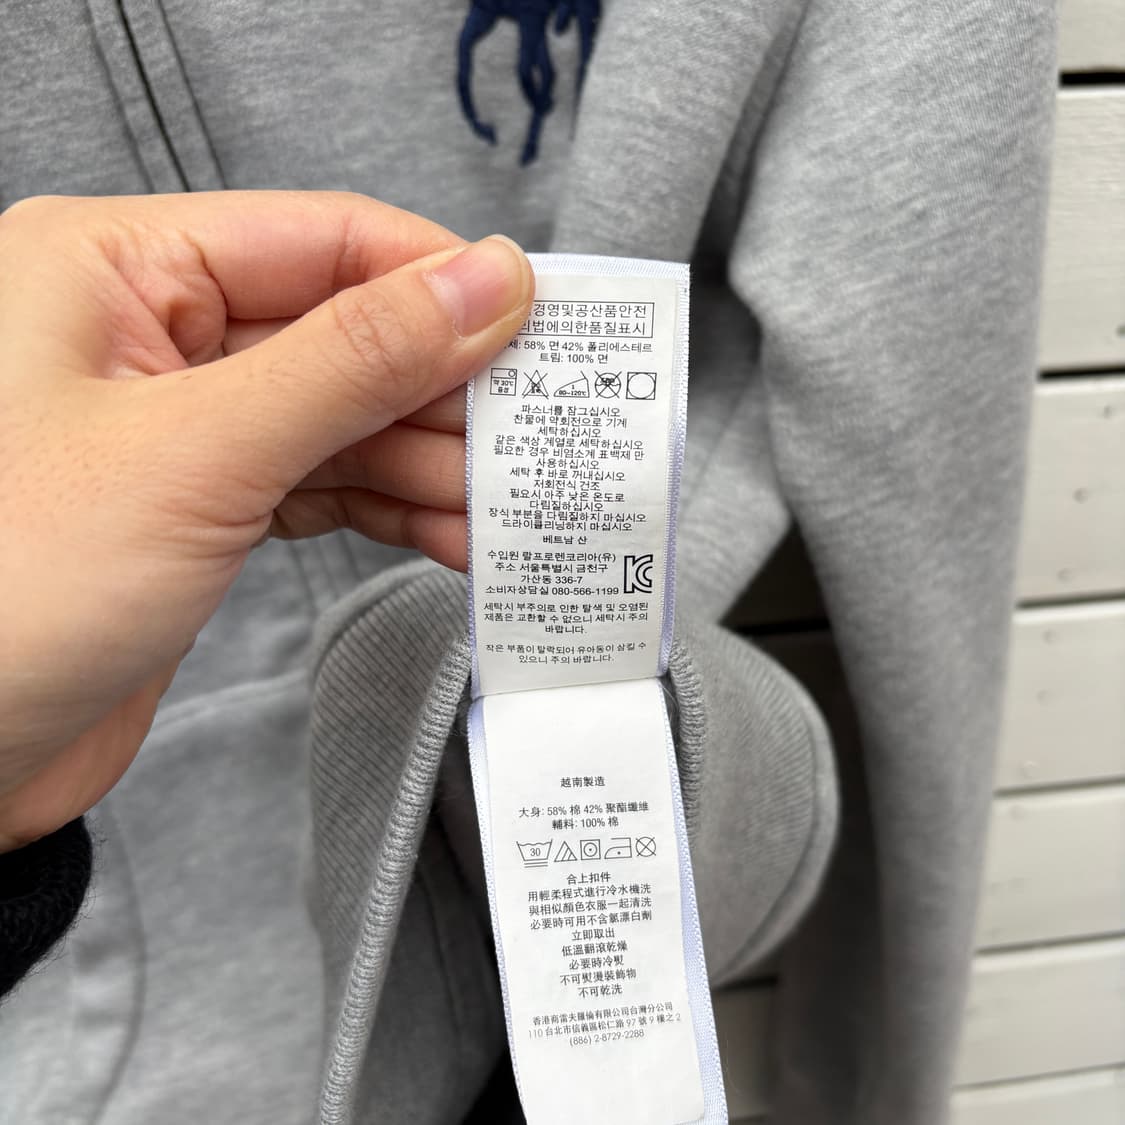 경영및공산품안전
리법에의한품질표시
58% 면 42% 폴리에스테르
트림: 100% 면
약 30℃
중성
80~120℃
파스너를 잠그십시오
찬물에 약회전으로 기계
세탁하십시오
같은 색상 계열로 세탁하십시오
필요한 경우 비염소계 표백제 만
사용하십시오
세탁 후 바로 꺼내십시오
저회전식 건조
필요시 아주 낮은 온도로
다림질하십시오
장식 부분을 다림질하지 마십시오
드라이클리닝하지 마십시오
베트남 산
수입원 랄프로렌코리아(유)
주소 서울특별시 금천구
가산동 336-7
소비자상담실 080-566-1199
세탁시 부주의로 인한 탈색 및 오염된
제품은 교환할 수 없으니 세탁시 주의
바랍니다.
작은 부품이 탈락되어 유아동이 삼킬 수
있으니 주의 바랍니다.
越南製造
大身: 58% 棉 42% 聚酯纖維
輔料: 100% 棉
30
合上扣件
用輕柔程式進行冷水機洗
與相似顏色衣服一起清洗
必要時可用不含氯漂白劑
立即取出
低溫翻滾乾燥
必要時冷熨
不可熨燙裝飾物
不可乾洗
香港商雷夫羅倫有限公司台灣分公司
110 台北市信義區松仁路 97 號 9 樓之 2
(886) 2-8729-2288